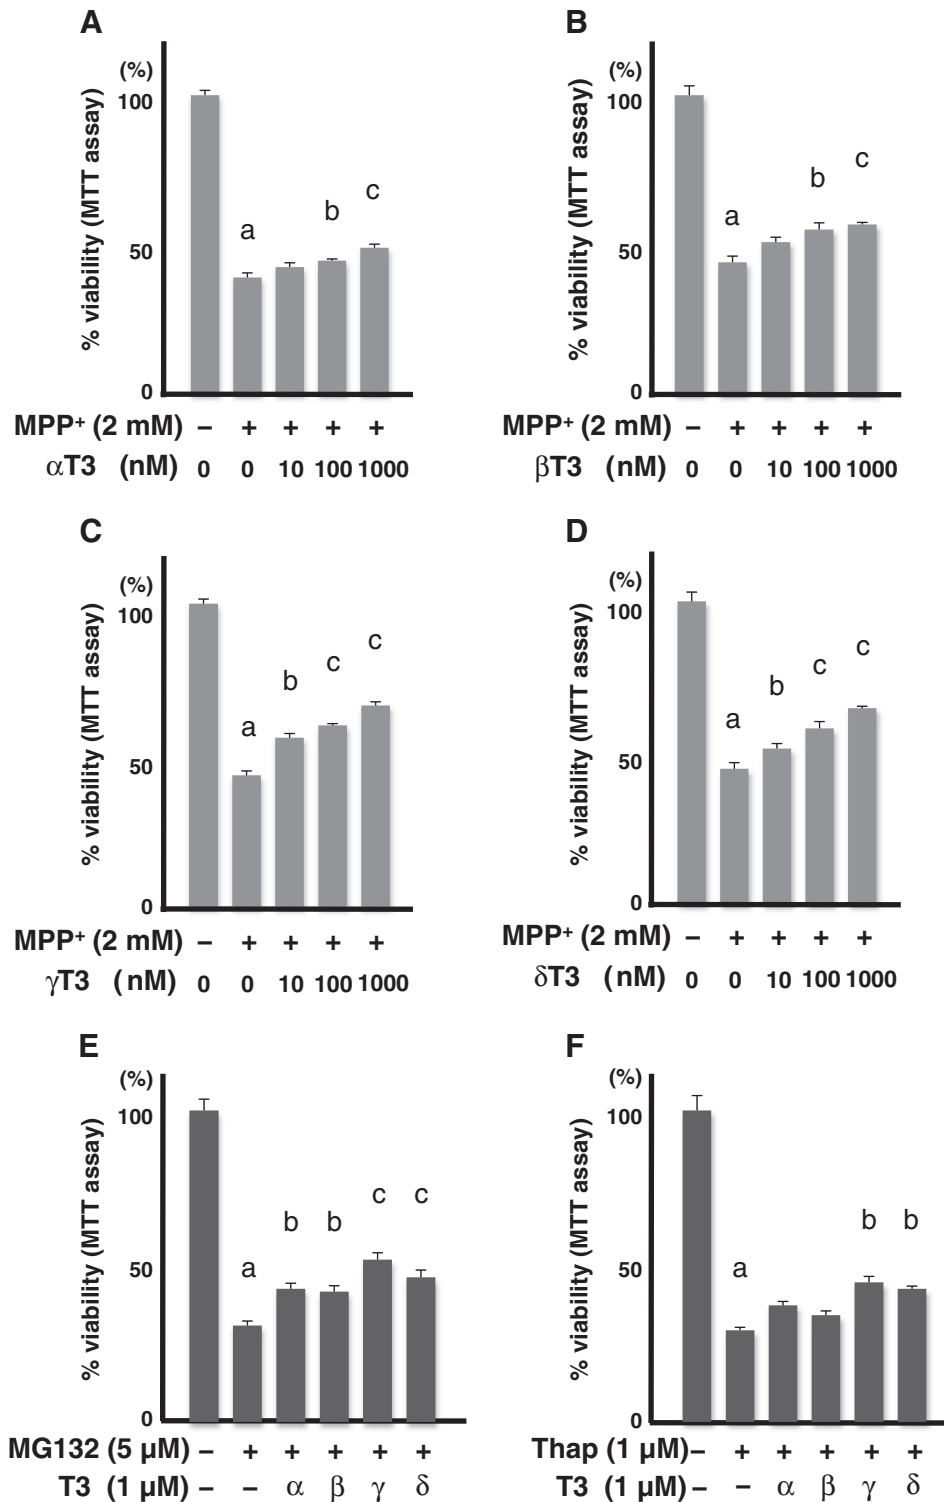 A
(%)
100
50
0
% viability (MTT assay)
a
b
c
MPP+ (2 mM) – + + + +
αT3 (nM) 0 0 10 100 1000
B
(%)
100
50
0
% viability (MTT assay)
a
b
c
MPP+ (2 mM) – + + + +
βT3 (nM) 0 0 10 100 1000
C
(%)
100
50
0
% viability (MTT assay)
a
b
c
c
MPP+ (2 mM) – + + + +
γT3 (nM) 0 0 10 100 1000
D
(%)
100
50
0
% viability (MTT assay)
a
b
c
c
MPP+ (2 mM) – + + + +
δT3 (nM) 0 0 10 100 1000
E
(%)
100
50
0
% viability (MTT assay)
a
b b
c c
MG132 (5 µM) – + + + + +
T3 (1 µM) – – α β γ δ
F
(%)
100
50
0
% viability (MTT assay)
a
b b
Thap (1 µM) – + + + + +
T3 (1 µM) – – α β γ δ